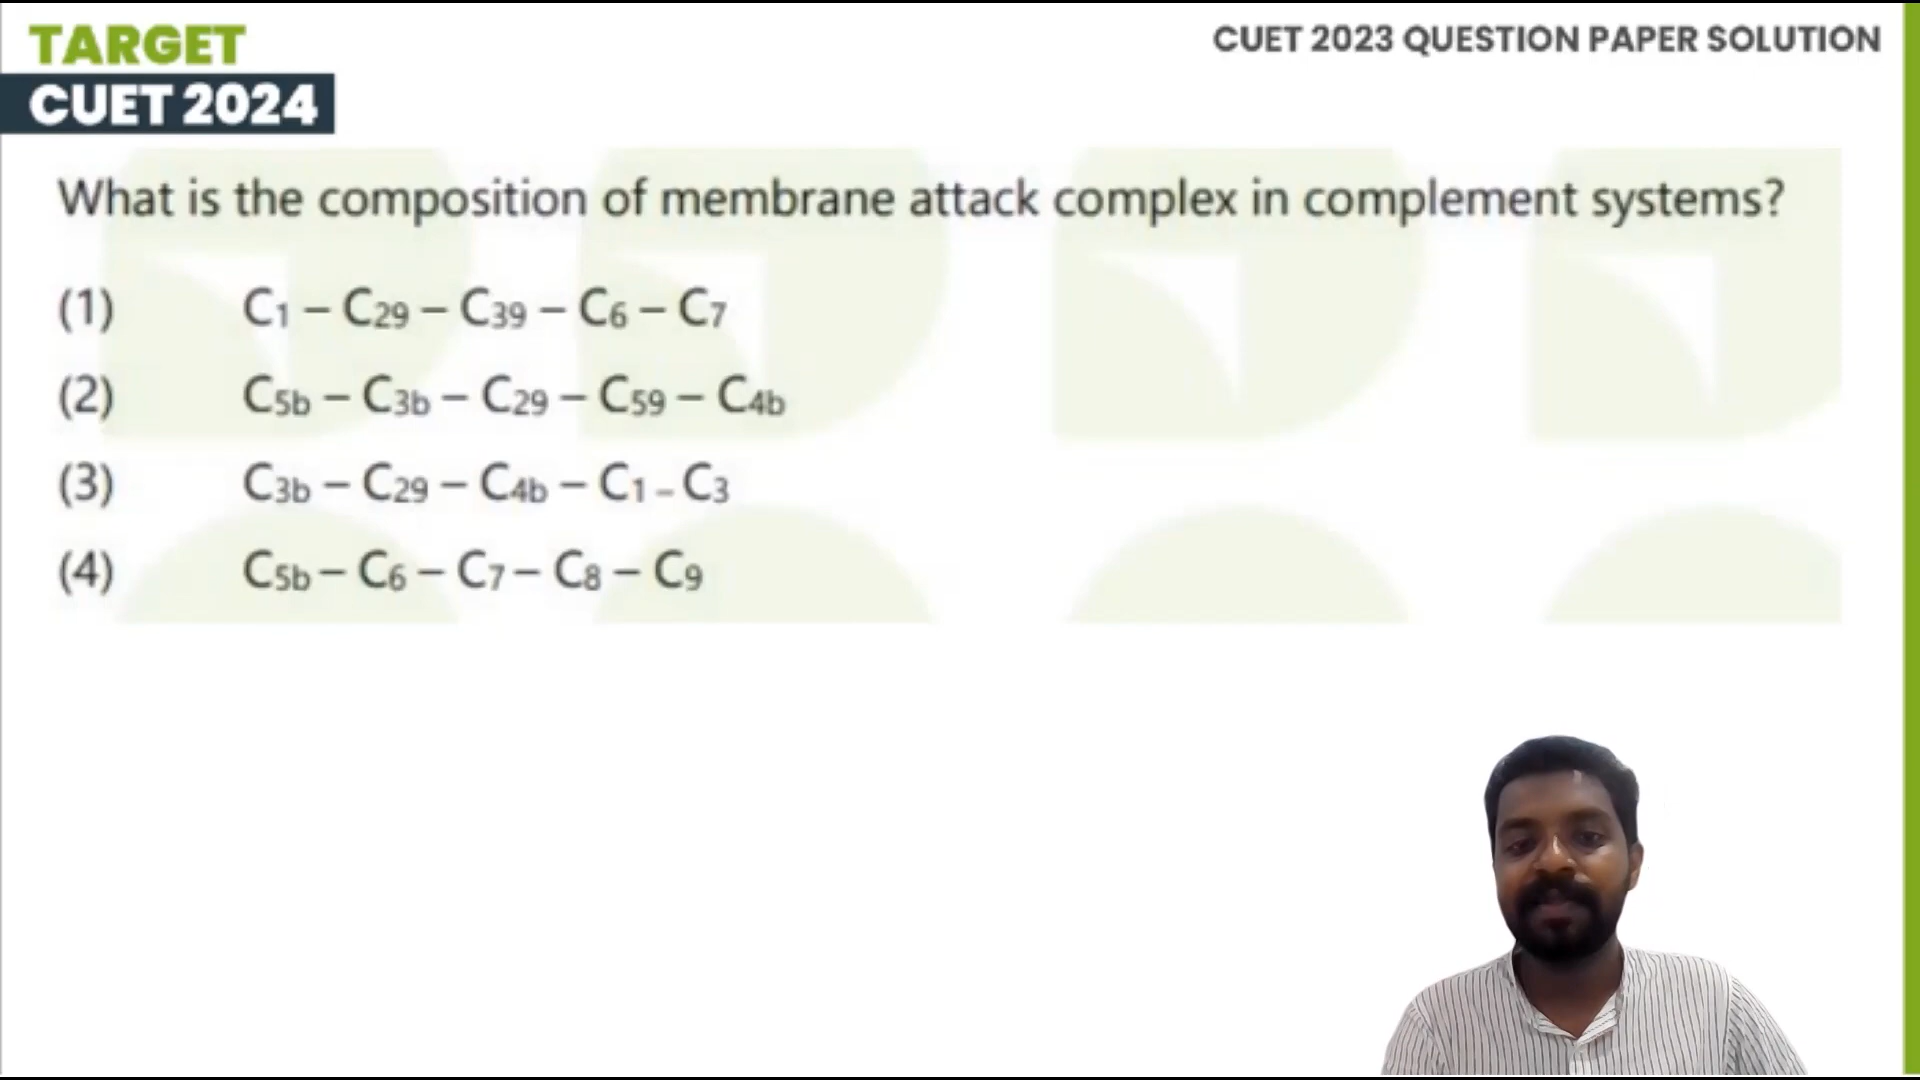 TARGET
CUET 2024
CUET 2023 QUESTION PAPER SOLUTION
What is the composition of membrane attack complex in complement systems?
(1) C₁ – C₂₉ – C₃₉ – C₆ – C₇
(2) C5b – C3b – C₂₉ – C₅₉ – C4b
(3) C3b – C₂₉ – C4b – C₁ – C₃
(4) C5b – C₆ – C₇ – C₈ – C₉